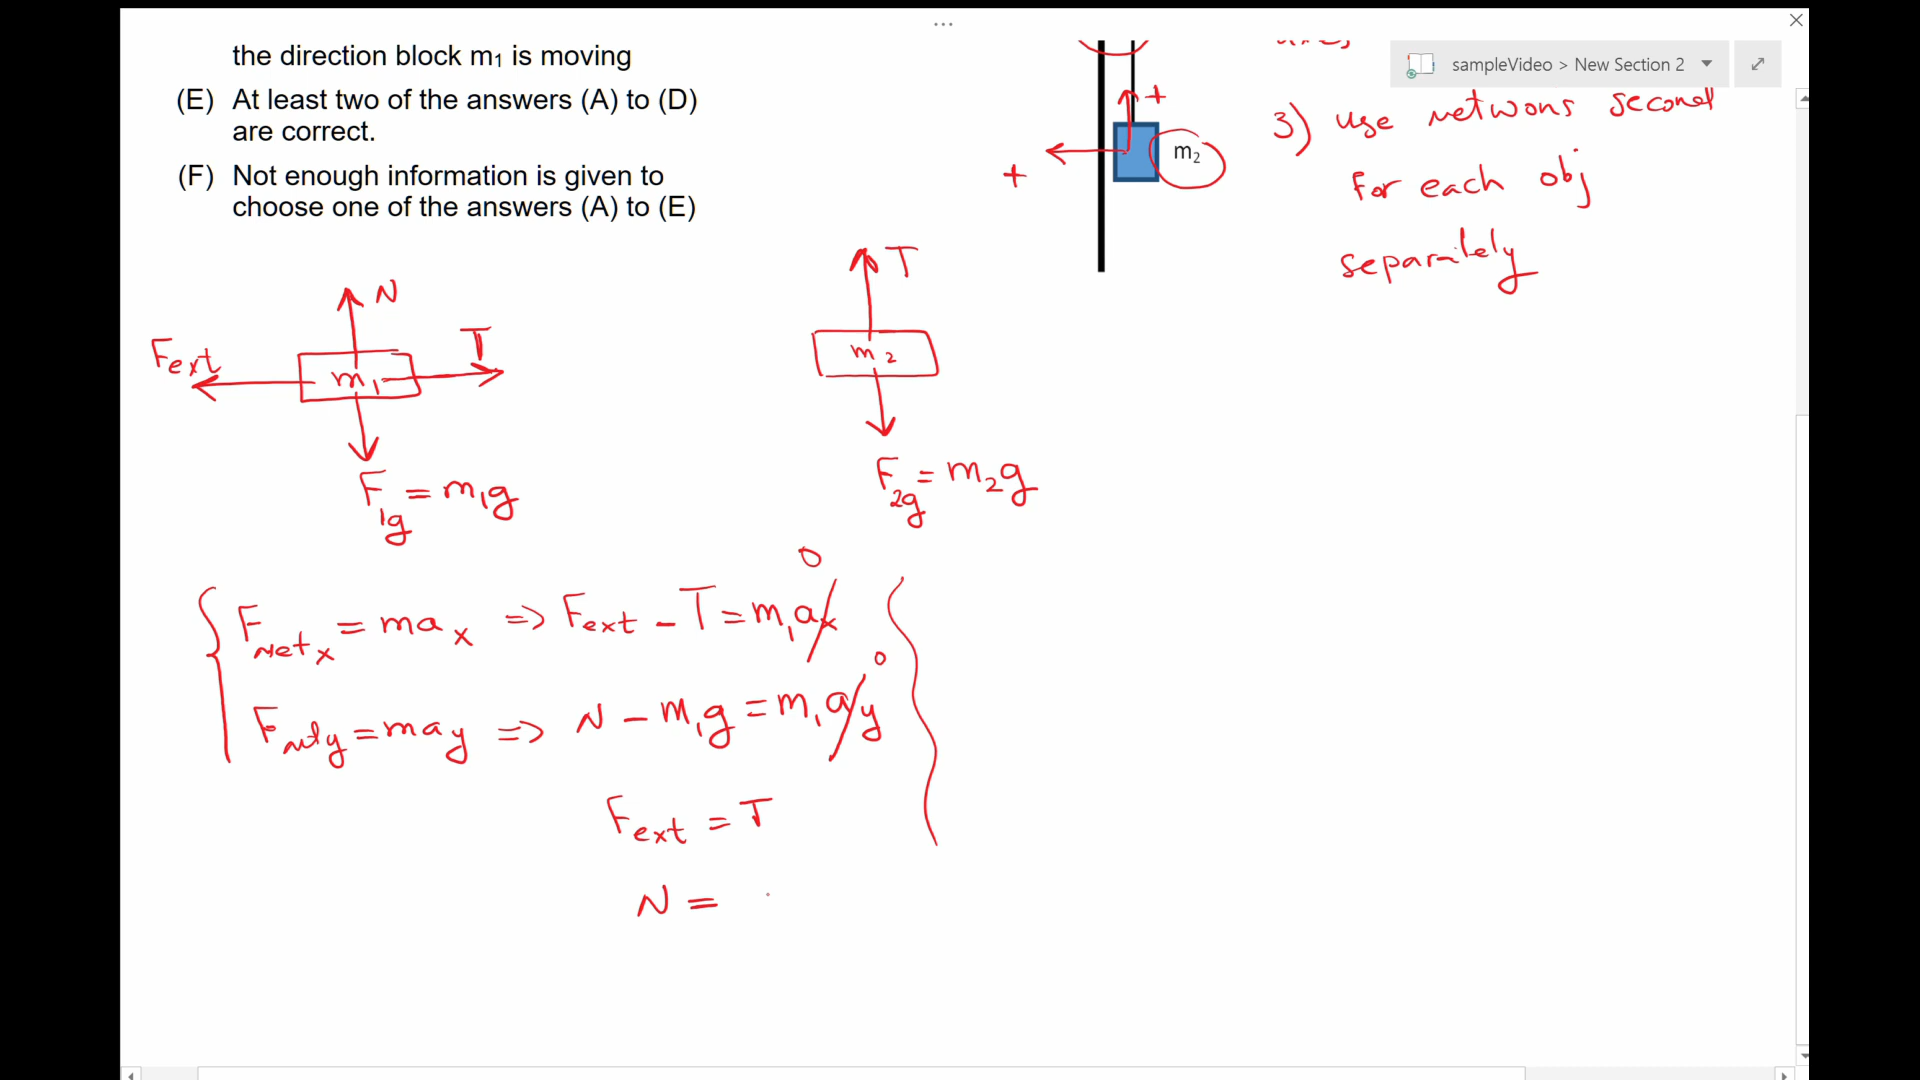 the direction block m₁ is moving
(E) At least two of the answers (A) to (D)
are correct.
(F) Not enough information is given to
choose one of the answers (A) to (E)
+
+
m₂
sampleVideo > New Section 2
3) use netwons second
For each obj
separately
N
Fext
T
m₁
F₁g = m₁g
T
m₂
F₂g = m₂g
0
Fnet x = max => Fext - T = m₁ax
0
Fnety = may => N - m₁g = m₁ay
Fext = T
N =